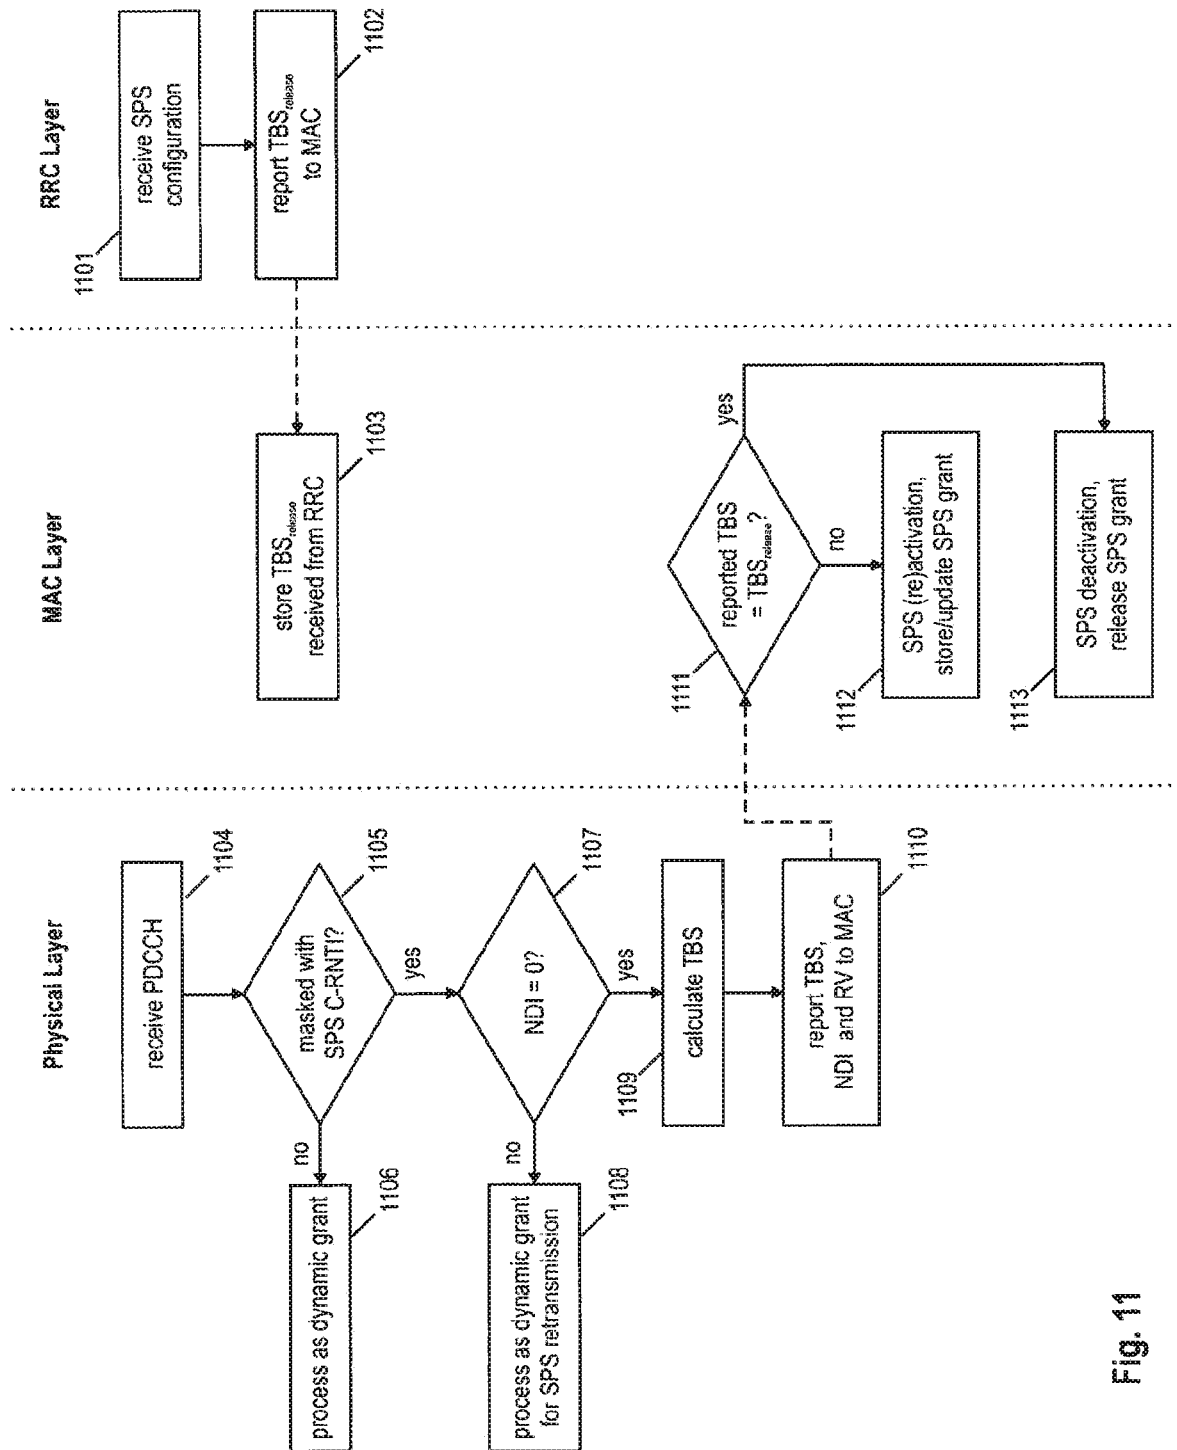 Physical Layer
MAC Layer
RRC Layer
receive SPS
configuration
1101
report TBSrelease
to MAC
1102
store TBSrelease
received from RRC
1103
receive PDCCH
1104
masked with
SPS C-RNTI?
1105
no
yes
process as dynamic grant
1106
NDI = 0?
1107
no
yes
process as dynamic grant
for SPS retransmission
1108
calculate TBS
1109
report TBS,
NDI and RV to MAC
1110
reported TBS
= TBSrelease?
1111
yes
no
SPS (re)activation,
store/update SPS grant
1112
SPS deactivation,
release SPS grant
1113
Fig. 11